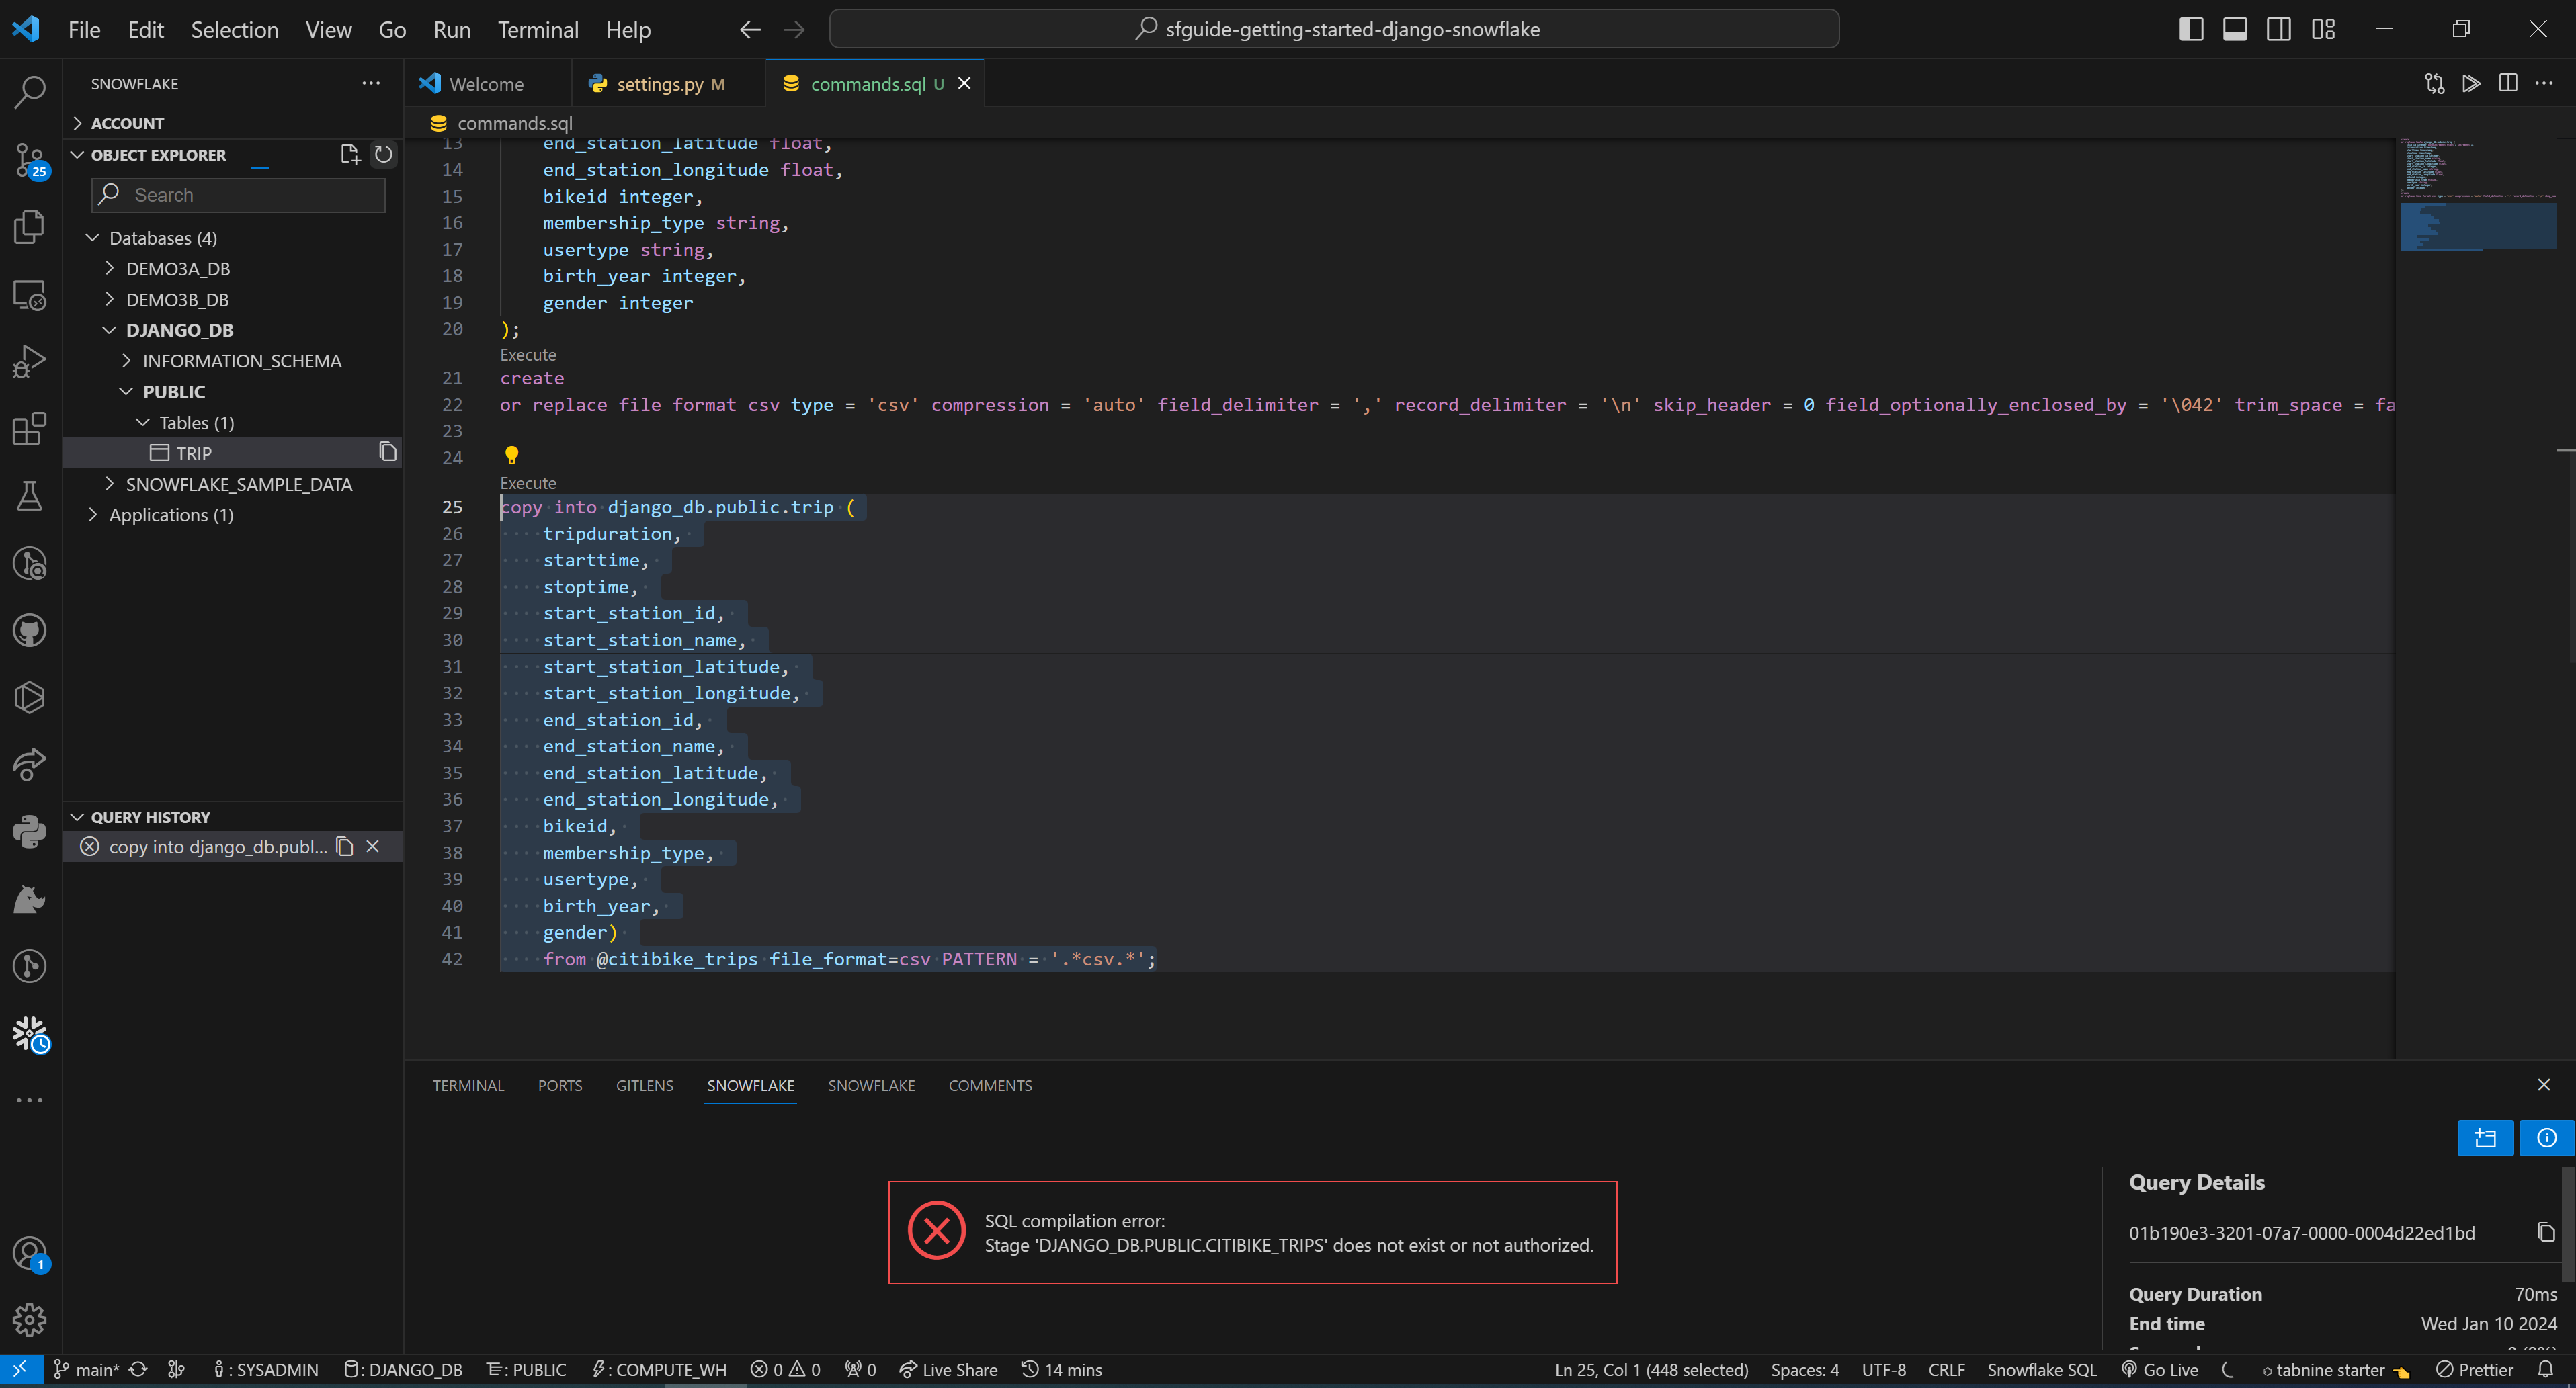 File Edit Selection View Go Run Terminal Help
sfguide-getting-started-django-snowflake
SNOWFLAKE
Welcome
settings.py M
commands.sql U
ACCOUNT
commands.sql
OBJECT EXPLORER
Search
Databases (4)
DEMO3A_DB
DEMO3B_DB
DJANGO_DB
INFORMATION_SCHEMA
PUBLIC
Tables (1)
TRIP
SNOWFLAKE_SAMPLE_DATA
Applications (1)
QUERY HISTORY
copy into django_db.publ...
25
1
13 end_station_latitude float,
14 end_station_longitude float,
15 bikeid integer,
16 membership_type string,
17 usertype string,
18 birth_year integer,
19 gender integer
20 );
Execute
21 create
22 or replace file format csv type = 'csv' compression = 'auto' field_delimiter = ',' record_delimiter = '\n' skip_header = 0 field_optionally_enclosed_by = '\042' trim_space = fa
23
24
Execute
25 copy into django_db.public.trip (
26 tripduration,
27 starttime,
28 stoptime,
29 start_station_id,
30 start_station_name,
31 start_station_latitude,
32 start_station_longitude,
33 end_station_id,
34 end_station_name,
35 end_station_latitude,
36 end_station_longitude,
37 bikeid,
38 membership_type,
39 usertype,
40 birth_year,
41 gender)
42 from @citibike_trips file_format=csv PATTERN = '.*csv.*';
TERMINAL PORTS GITLENS SNOWFLAKE SNOWFLAKE COMMENTS
SQL compilation error:
Stage 'DJANGO_DB.PUBLIC.CITIBIKE_TRIPS' does not exist or not authorized.
Query Details
01b190e3-3201-07a7-0000-0004d22ed1bd
Query Duration 70ms
End time Wed Jan 10 2024
main* : SYSADMIN : DJANGO_DB : PUBLIC : COMPUTE_WH 0 0 0 Live Share 14 mins Ln 25, Col 1 (448 selected) Spaces: 4 UTF-8 CRLF Snowflake SQL Go Live tabnine starter Prettier